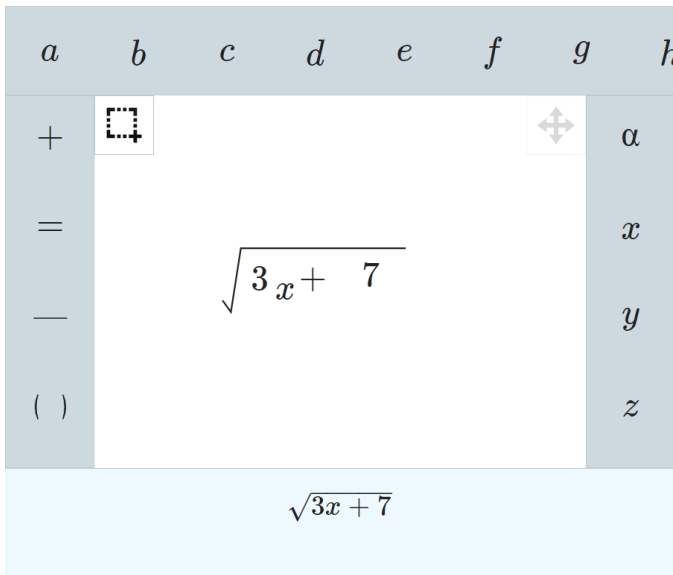 a b c d e f g h
+ α
= x
√(3x + 7)
— y
( ) z
√(3x + 7)